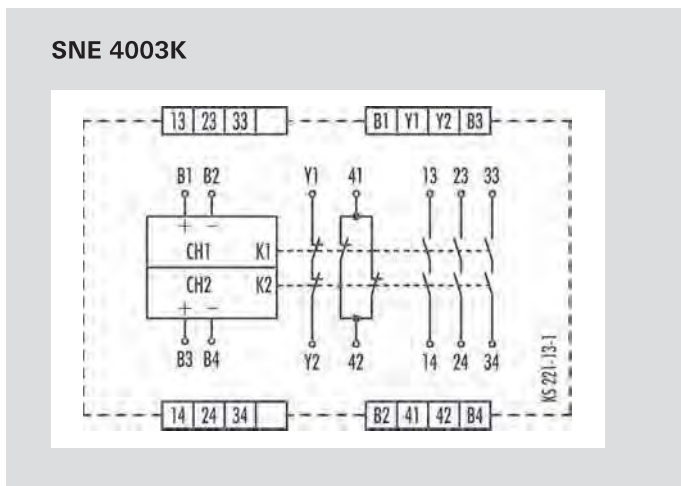 SNE 4003K
13 23 33
B1 Y1 Y2 B3
B1 B2 Y1 41 13 23 33
+ −
CH1 K1
CH2 K2
+ −
B3 B4 Y2 42 14 24 34
KS 221-13-1
14 24 34
B2 41 42 B4